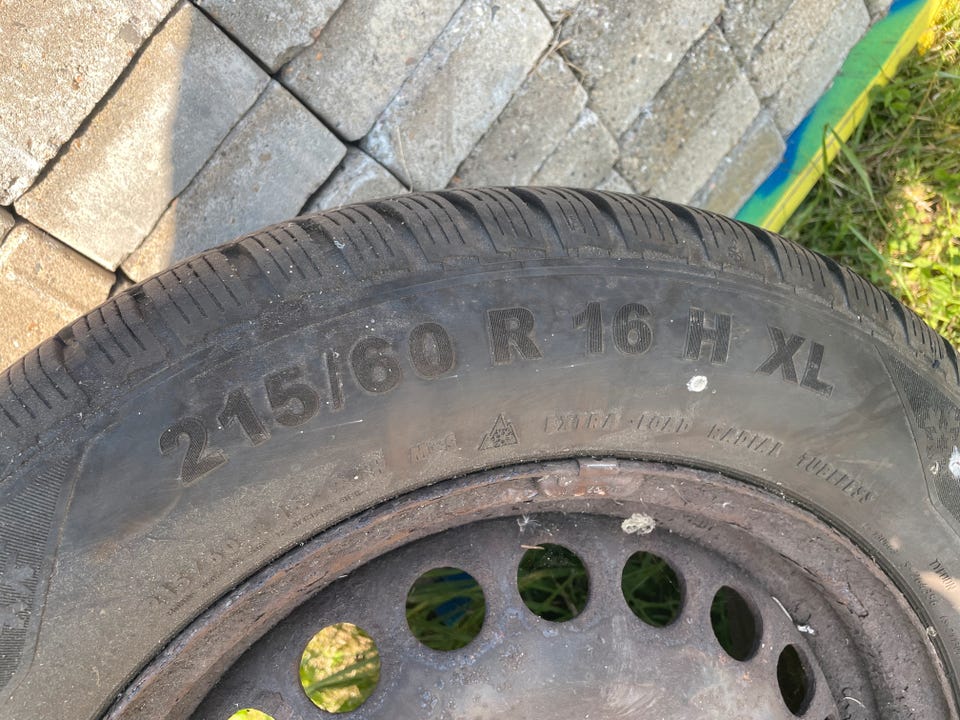 215/60 R 16 H XL
M+S EXTRA LOAD RADIAL TUBELESS